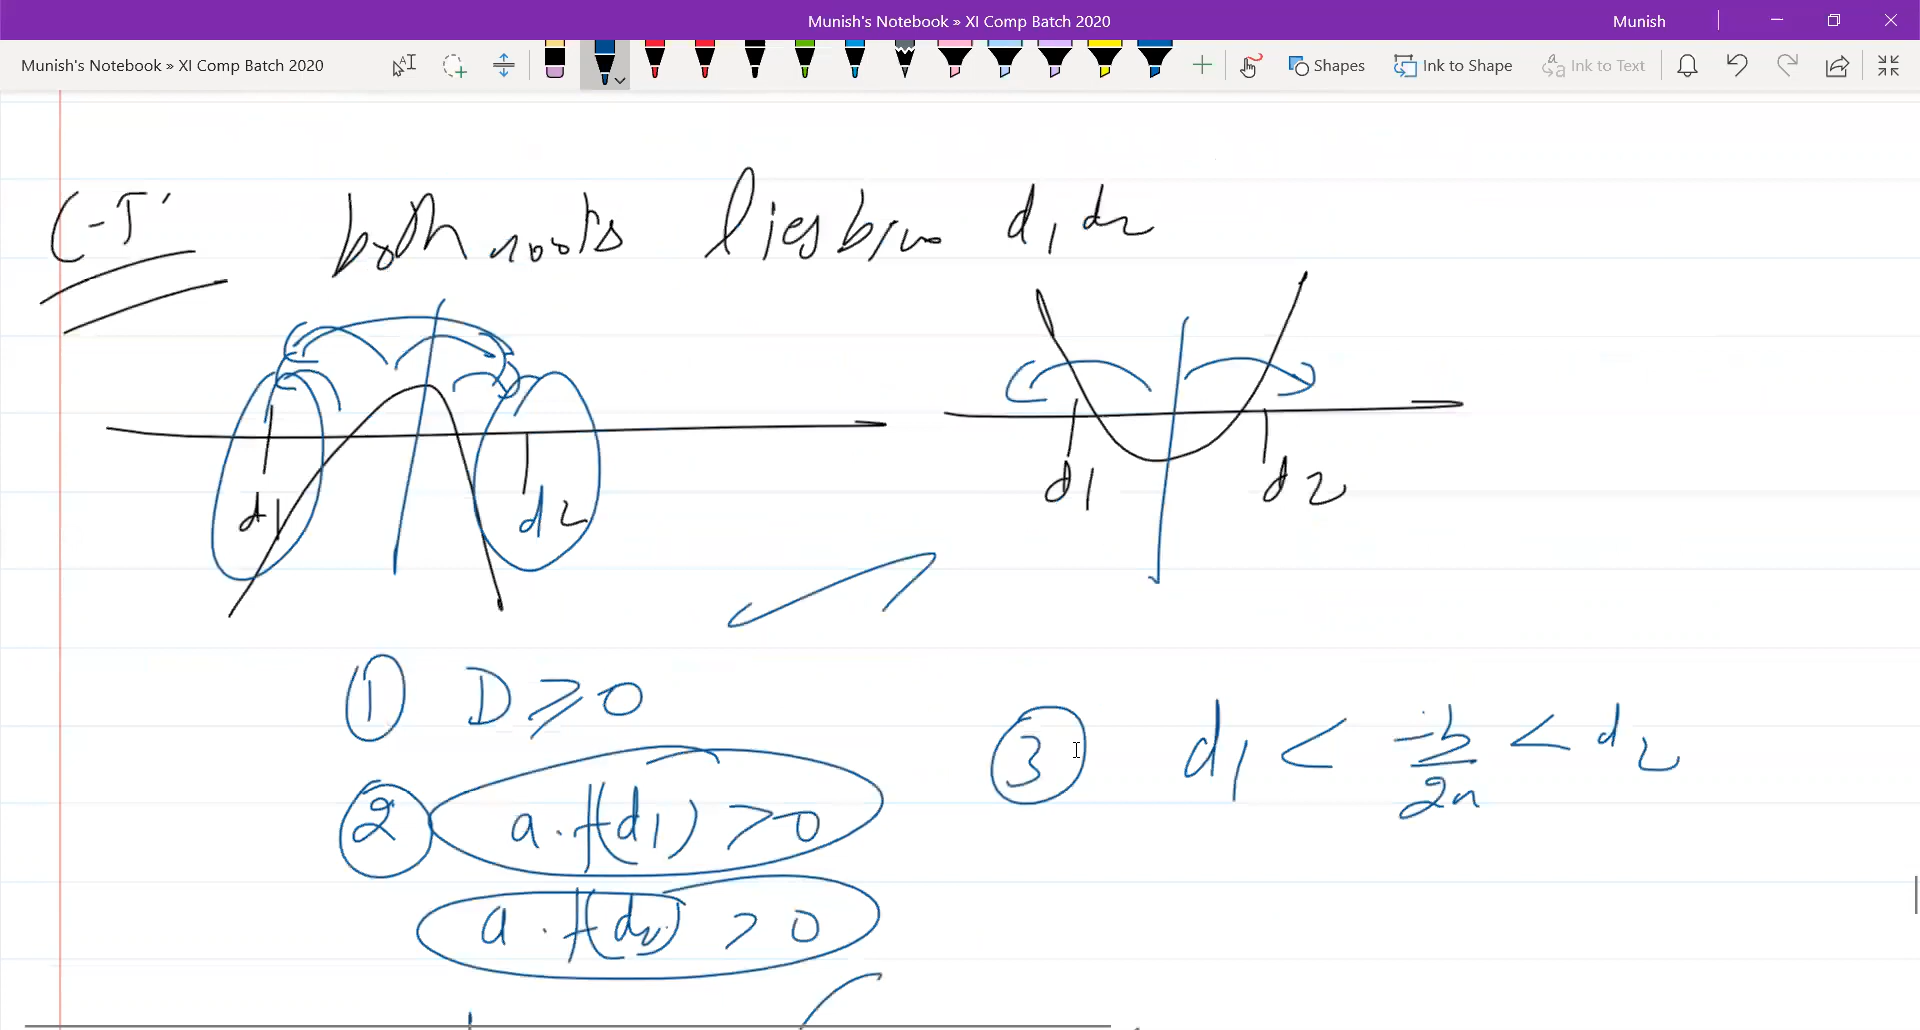 Munish's Notebook » XI Comp Batch 2020
Munish
Munish's Notebook » XI Comp Batch 2020
Shapes
Ink to Shape
Ink to Text
both roots lies b/w d1 d2
d1 d2
d1 d2
① D ⩾ 0
③ d1 < -b/2a < d2
② a.f(d1) > 0
a.f(d2) > 0